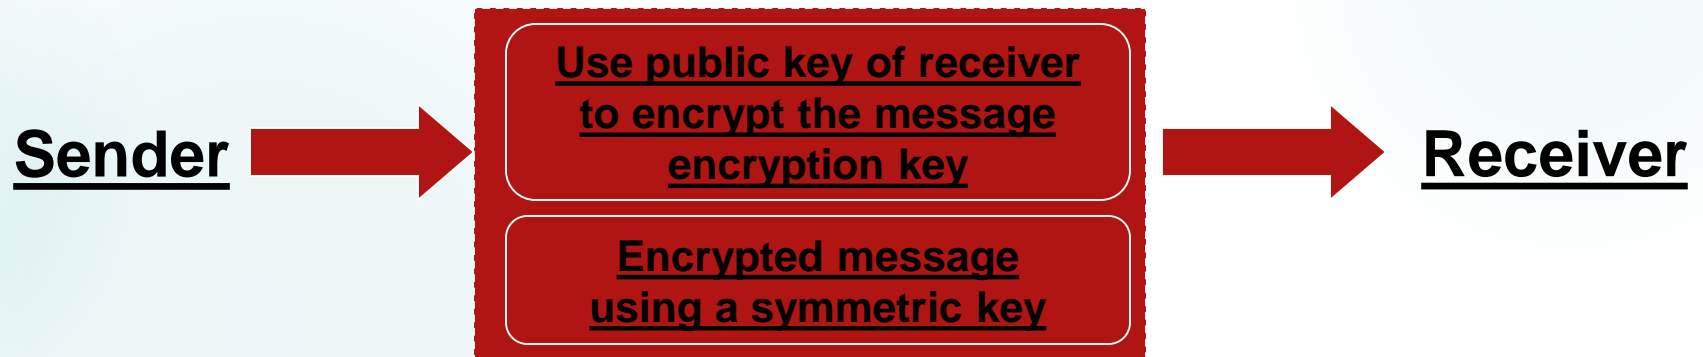 Sender
Use public key of receiver
to encrypt the message
encryption key
Encrypted message
using a symmetric key
Receiver